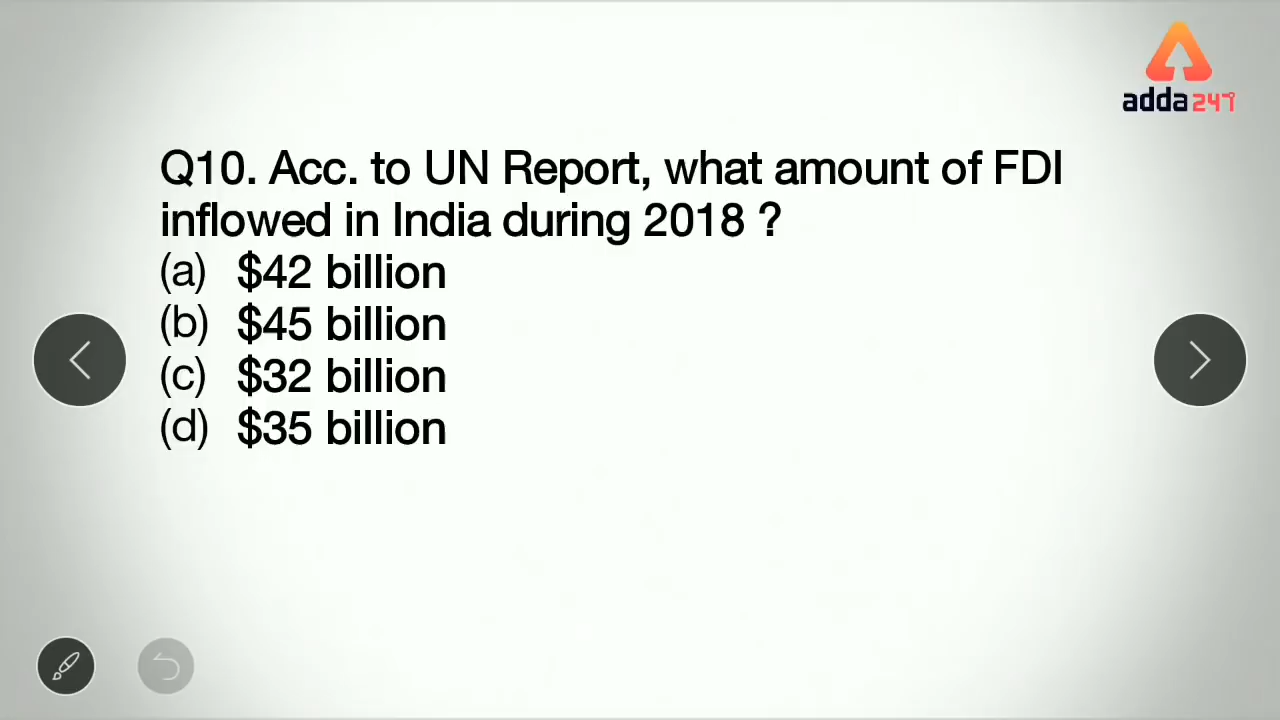 adda247
Q10. Acc. to UN Report, what amount of FDI
inflowed in India during 2018 ?
(a) $42 billion
(b) $45 billion
(c) $32 billion
(d) $35 billion